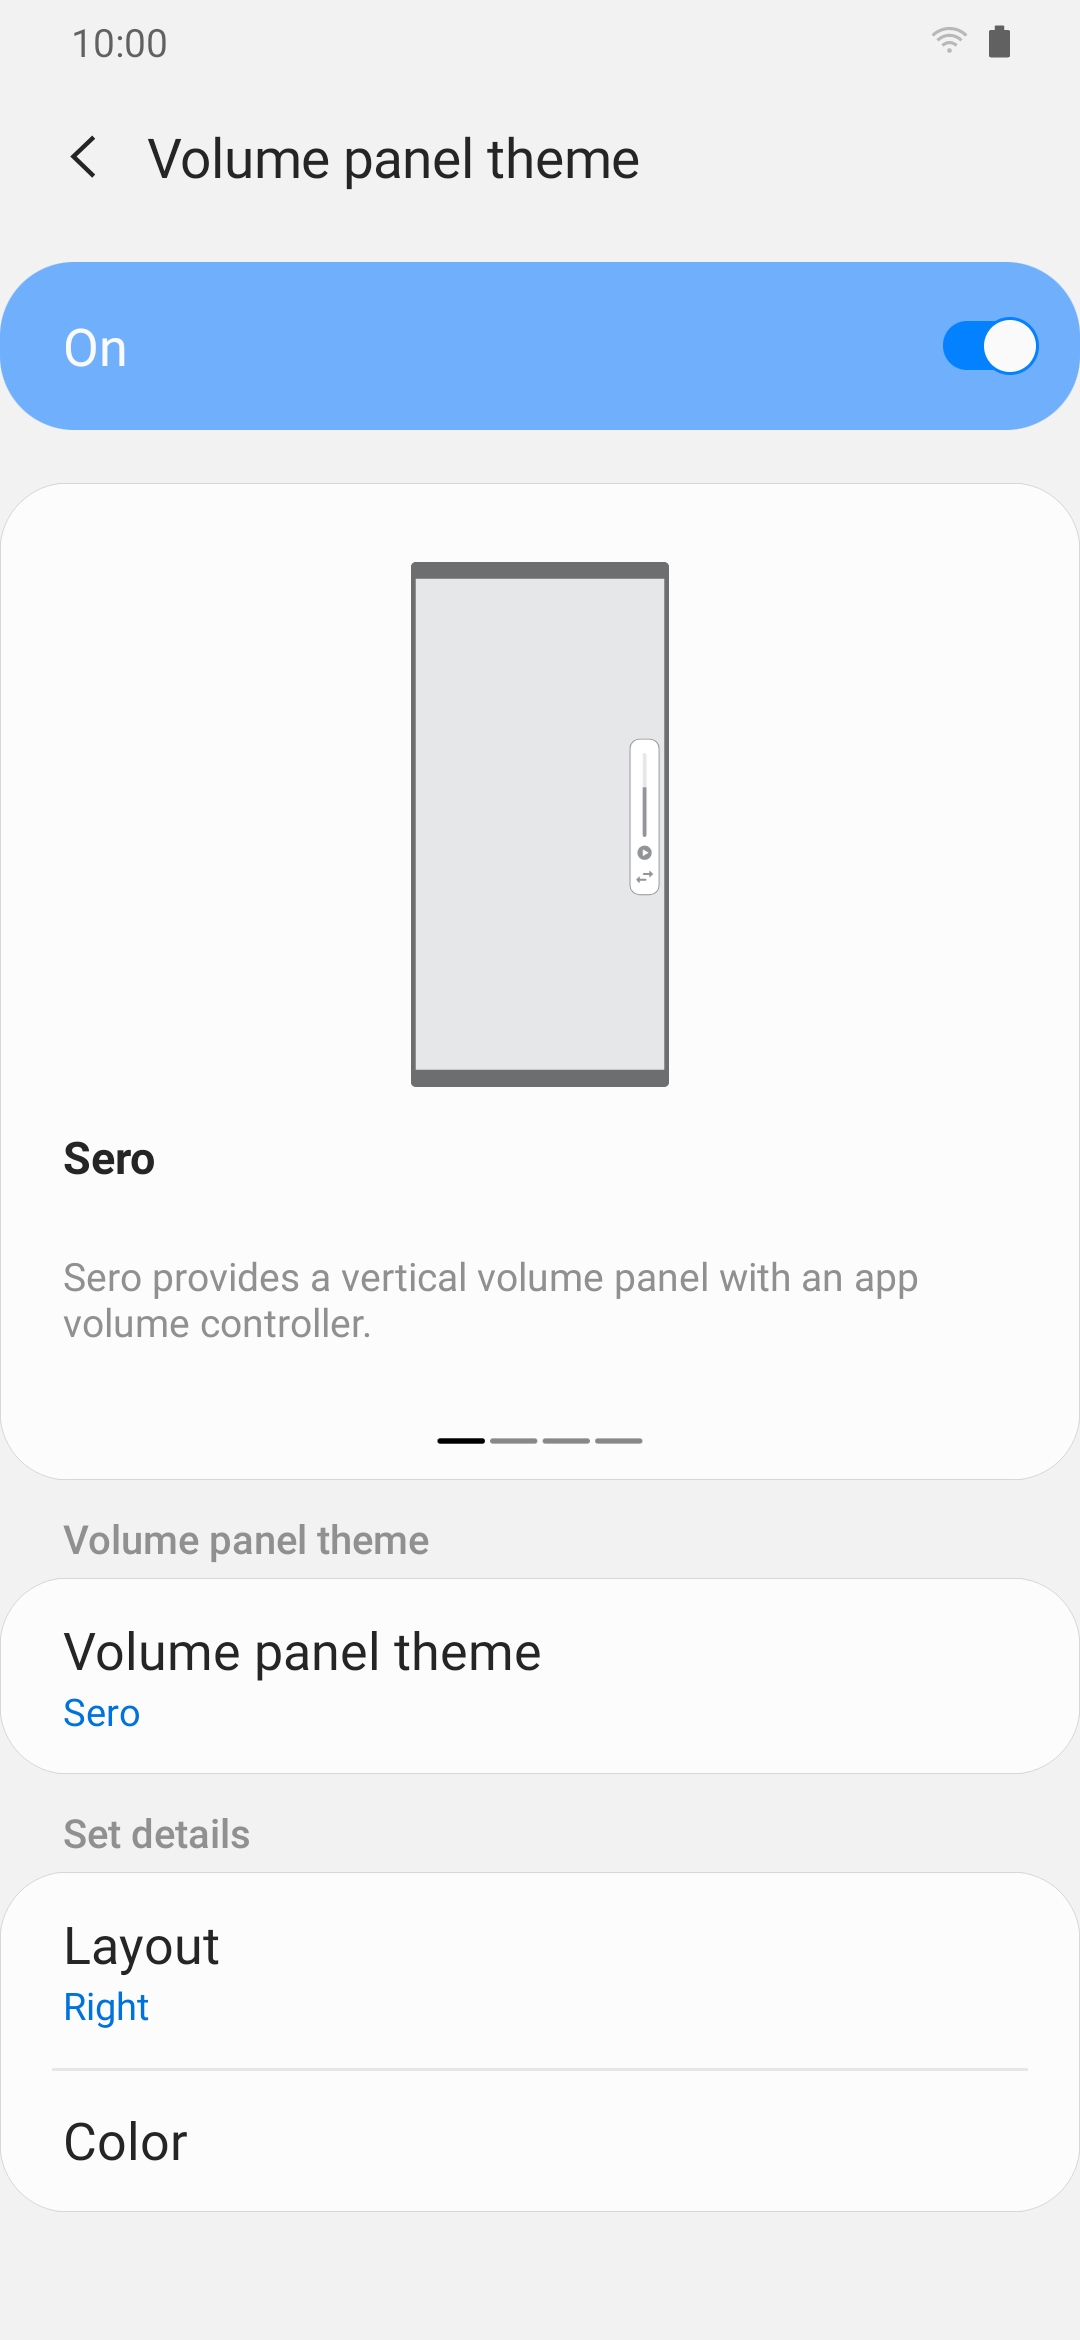 10:00
Volume panel theme
On
Sero
Sero provides a vertical volume panel with an app
volume controller.
Volume panel theme
Volume panel theme
Sero
Set details
Layout
Right
Color